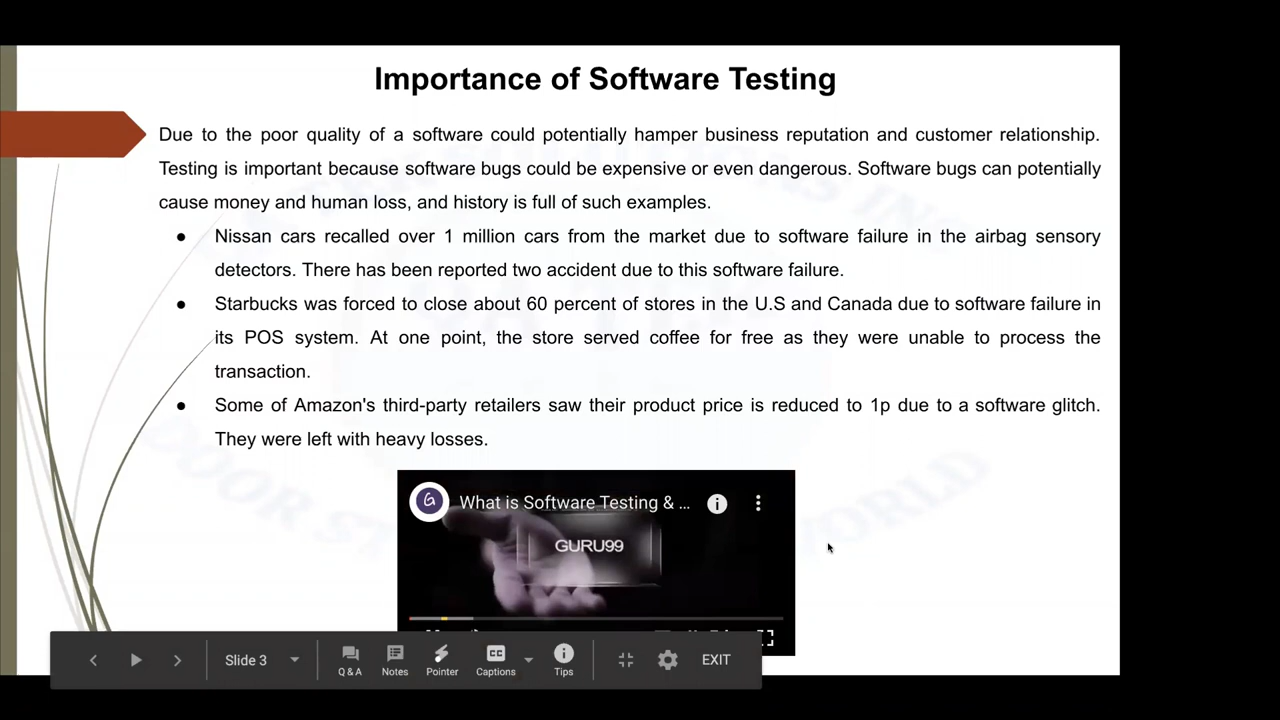 Importance of Software Testing
Due to the poor quality of a software could potentially hamper business reputation and customer relationship.
Testing is important because software bugs could be expensive or even dangerous. Software bugs can potentially
cause money and human loss, and history is full of such examples.
● Nissan cars recalled over 1 million cars from the market due to software failure in the airbag sensory
detectors. There has been reported two accident due to this software failure.
● Starbucks was forced to close about 60 percent of stores in the U.S and Canada due to software failure in
its POS system. At one point, the store served coffee for free as they were unable to process the
transaction.
● Some of Amazon's third-party retailers saw their product price is reduced to 1p due to a software glitch.
They were left with heavy losses.
What is Software Testing & ...
GURU99
Slide 3
Q & A Notes Pointer Captions Tips
EXIT